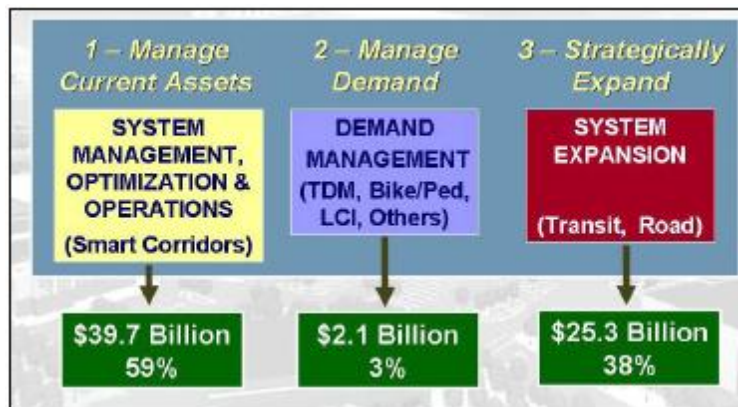 1 – Manage
Current Assets
SYSTEM
MANAGEMENT,
OPTIMIZATION &
OPERATIONS
(Smart Corridors)
$39.7 Billion
59%
2 – Manage
Demand
DEMAND
MANAGEMENT
(TDM, Bike/Ped,
LCI, Others)
$2.1 Billion
3%
3 – Strategically
Expand
SYSTEM
EXPANSION
(Transit, Road)
$25.3 Billion
38%